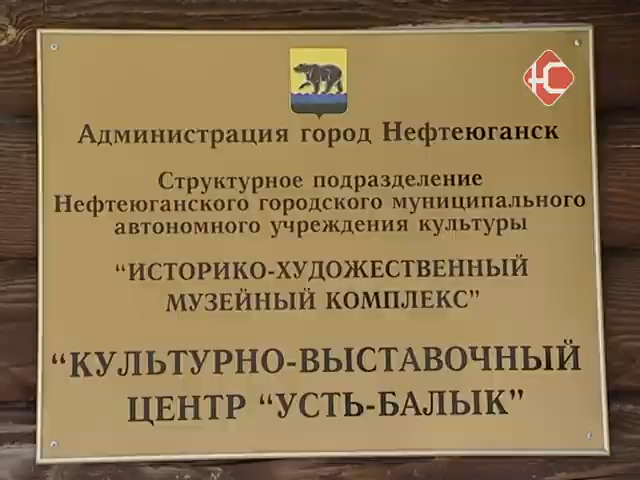 Администрация город Нефтеюганск
Структурное подразделение
Нефтеюганского городского муниципального
автономного учреждения культуры
“ИСТОРИКО-ХУДОЖЕСТВЕННЫЙ
МУЗЕЙНЫЙ КОМПЛЕКС”
“КУЛЬТУРНО-ВЫСТАВОЧНЫЙ
ЦЕНТР “УСТЬ-БАЛЫК”